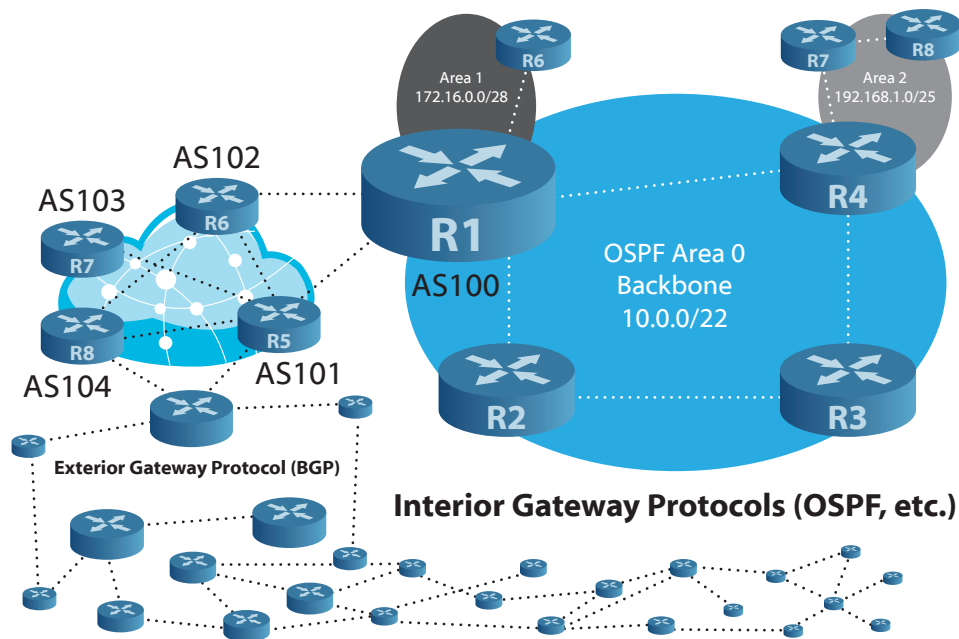 R6
Area 1
172.16.0.0/28
R7
R8
Area 2
192.168.1.0/25
AS102
R6
AS103
R7
R1
AS100
R4
OSPF Area 0
Backbone
10.0.0/22
R8
AS104
R5
AS101
R2
R3
Exterior Gateway Protocol (BGP)
Interior Gateway Protocols (OSPF, etc.)